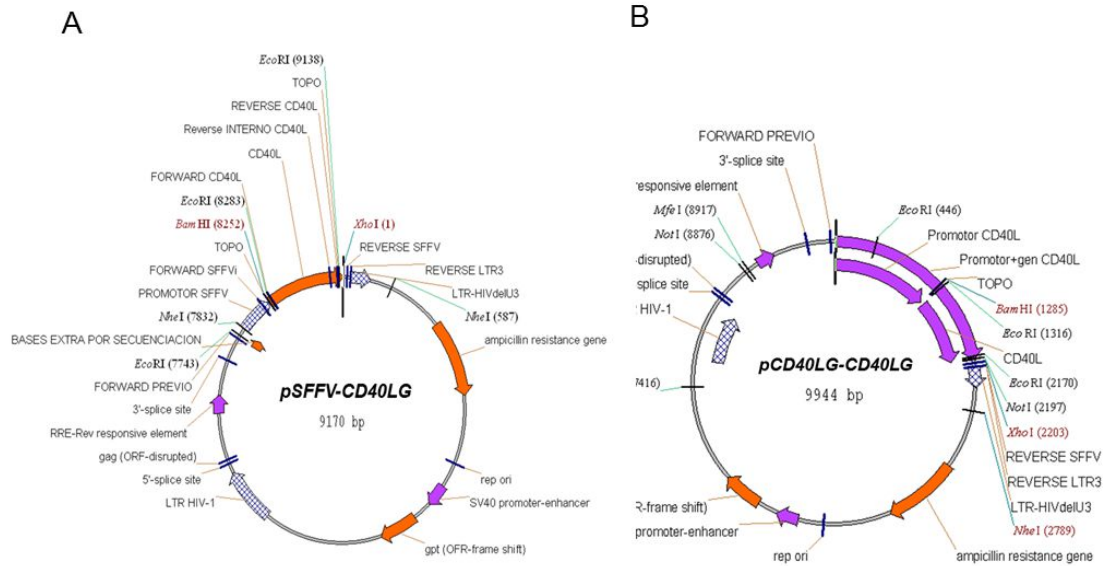 A
EcoRI (9138)
TOPO
REVERSE CD40L
Reverse INTERNO CD40L
CD40L
FORWARD CD40L
EcoRI (8283)
BamHI (8252)
TOPO
FORWARD SFFVi
PROMOTOR SFFV
NheI (7832)
BASES EXTRA POR SECUENCIACION
EcoRI (7743)
FORWARD PREVIO
3'-splice site
RRE-Rev responsive element
gag (ORF-disrupted)
5'-splice site
LTR HIV-1
XhoI (1)
REVERSE SFFV
REVERSE LTR3
LTR-HIVdelU3
NheI (587)
ampicillin resistance gene
pSFFV-CD40LG
9170 bp
rep ori
SV40 promoter-enhancer
gpt (OFR-frame shift)
B
FORWARD PREVIO
3'-splice site
responsive element
MfeI (8917)
NotI (8876)
-disrupted)
splice site
HIV-1
7416)
R-frame shift)
promoter-enhancer
rep ori
EcoRI (446)
Promotor CD40L
Promotor+gen CD40L
TOPO
BamHI (1285)
EcoRI (1316)
CD40L
EcoRI (2170)
NotI (2197)
XhoI (2203)
REVERSE SFFV
REVERSE LTR3
LTR-HIVdelU3
NheI (2789)
ampicillin resistance gene
pCD40LG-CD40LG
9944 bp